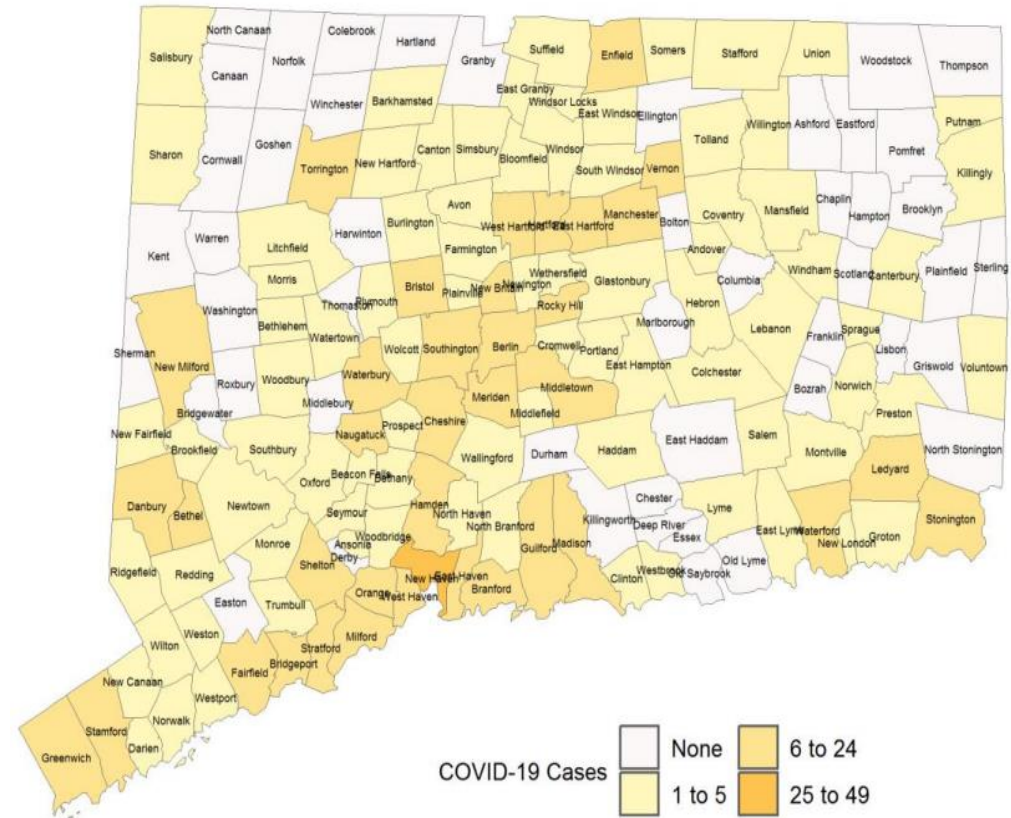 North Canaan
Colebrook
Hartland
Salisbury
Canaan
Norfolk
Granby
Suffield
Enfield
Somers
Stafford
Union
Woodstock
Thompson
Winchester
Barkhamsted
East Granby
Windsor Locks
East Windsor
Ellington
Sharon
Cornwall
Goshen
Torrington
New Hartford
Canton
Simsbury
Bloomfield
Windsor
South Windsor
Vernon
Tolland
Willington
Ashford
Eastford
Pomfret
Putnam
Killingly
Kent
Warren
Litchfield
Harwinton
Burlington
Avon
Farmington
West Hartford
Hartford
East Hartford
Manchester
Bolton
Coventry
Andover
Mansfield
Chaplin
Hampton
Brooklyn
Morris
Washington
Bethlehem
Watertown
Thomaston
Plymouth
Bristol
Plainville
New Britain
Newington
Wethersfield
Rocky Hill
Glastonbury
Marlborough
Hebron
Columbia
Windham
Scotland
Canterbury
Plainfield
Sterling
Sherman
New Milford
Roxbury
Woodbury
Bridgewater
Middlebury
Waterbury
Wolcott
Southington
Berlin
Cromwell
Portland
East Hampton
Lebanon
Franklin
Sprague
Lisbon
Griswold
Voluntown
Colchester
Bozrah
Norwich
Preston
New Fairfield
Brookfield
Southbury
Naugatuck
Prospect
Cheshire
Meriden
Middletown
Middlefield
Wallingford
Durham
Haddam
East Haddam
Salem
Montville
Ledyard
North Stonington
Danbury
Bethel
Newtown
Oxford
Beacon Falls
Bethany
Seymour
Hamden
North Haven
North Branford
Guilford
Madison
Killingworth
Chester
Deep River
Essex
Lyme
East Lyme
Waterford
New London
Groton
Stonington
Ridgefield
Redding
Monroe
Shelton
Ansonia
Derby
Woodbridge
New Haven
East Haven
Orange
West Haven
Branford
Clinton
Westbrook
Old Saybrook
Old Lyme
Easton
Trumbull
Weston
Wilton
Milford
Stratford
Bridgeport
Fairfield
New Canaan
Westport
Norwalk
Darien
Stamford
Greenwich
COVID-19 Cases
None
6 to 24
1 to 5
25 to 49